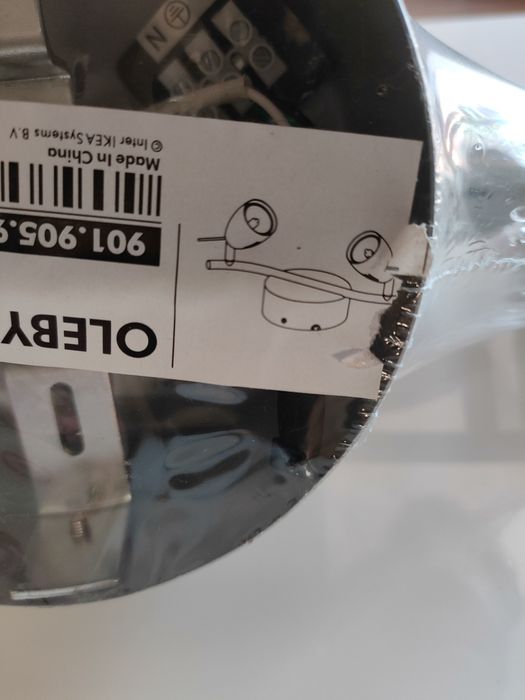 OLEBY
901.905.9
Made In China
© Inter IKEA Systems B.V
N